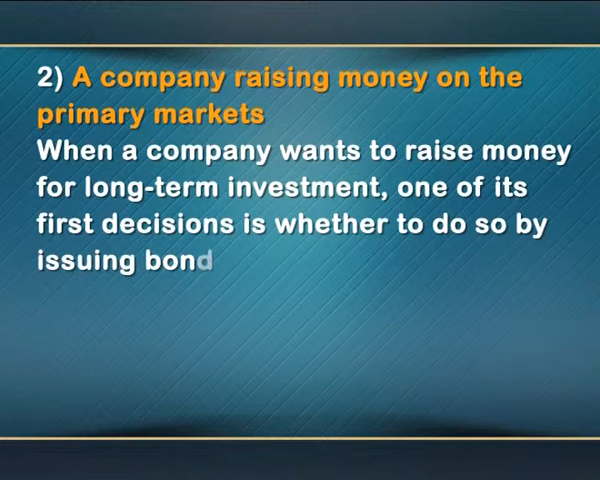 2) A company raising money on the
primary markets
When a company wants to raise money
for long-term investment, one of its
first decisions is whether to do so by
issuing bond